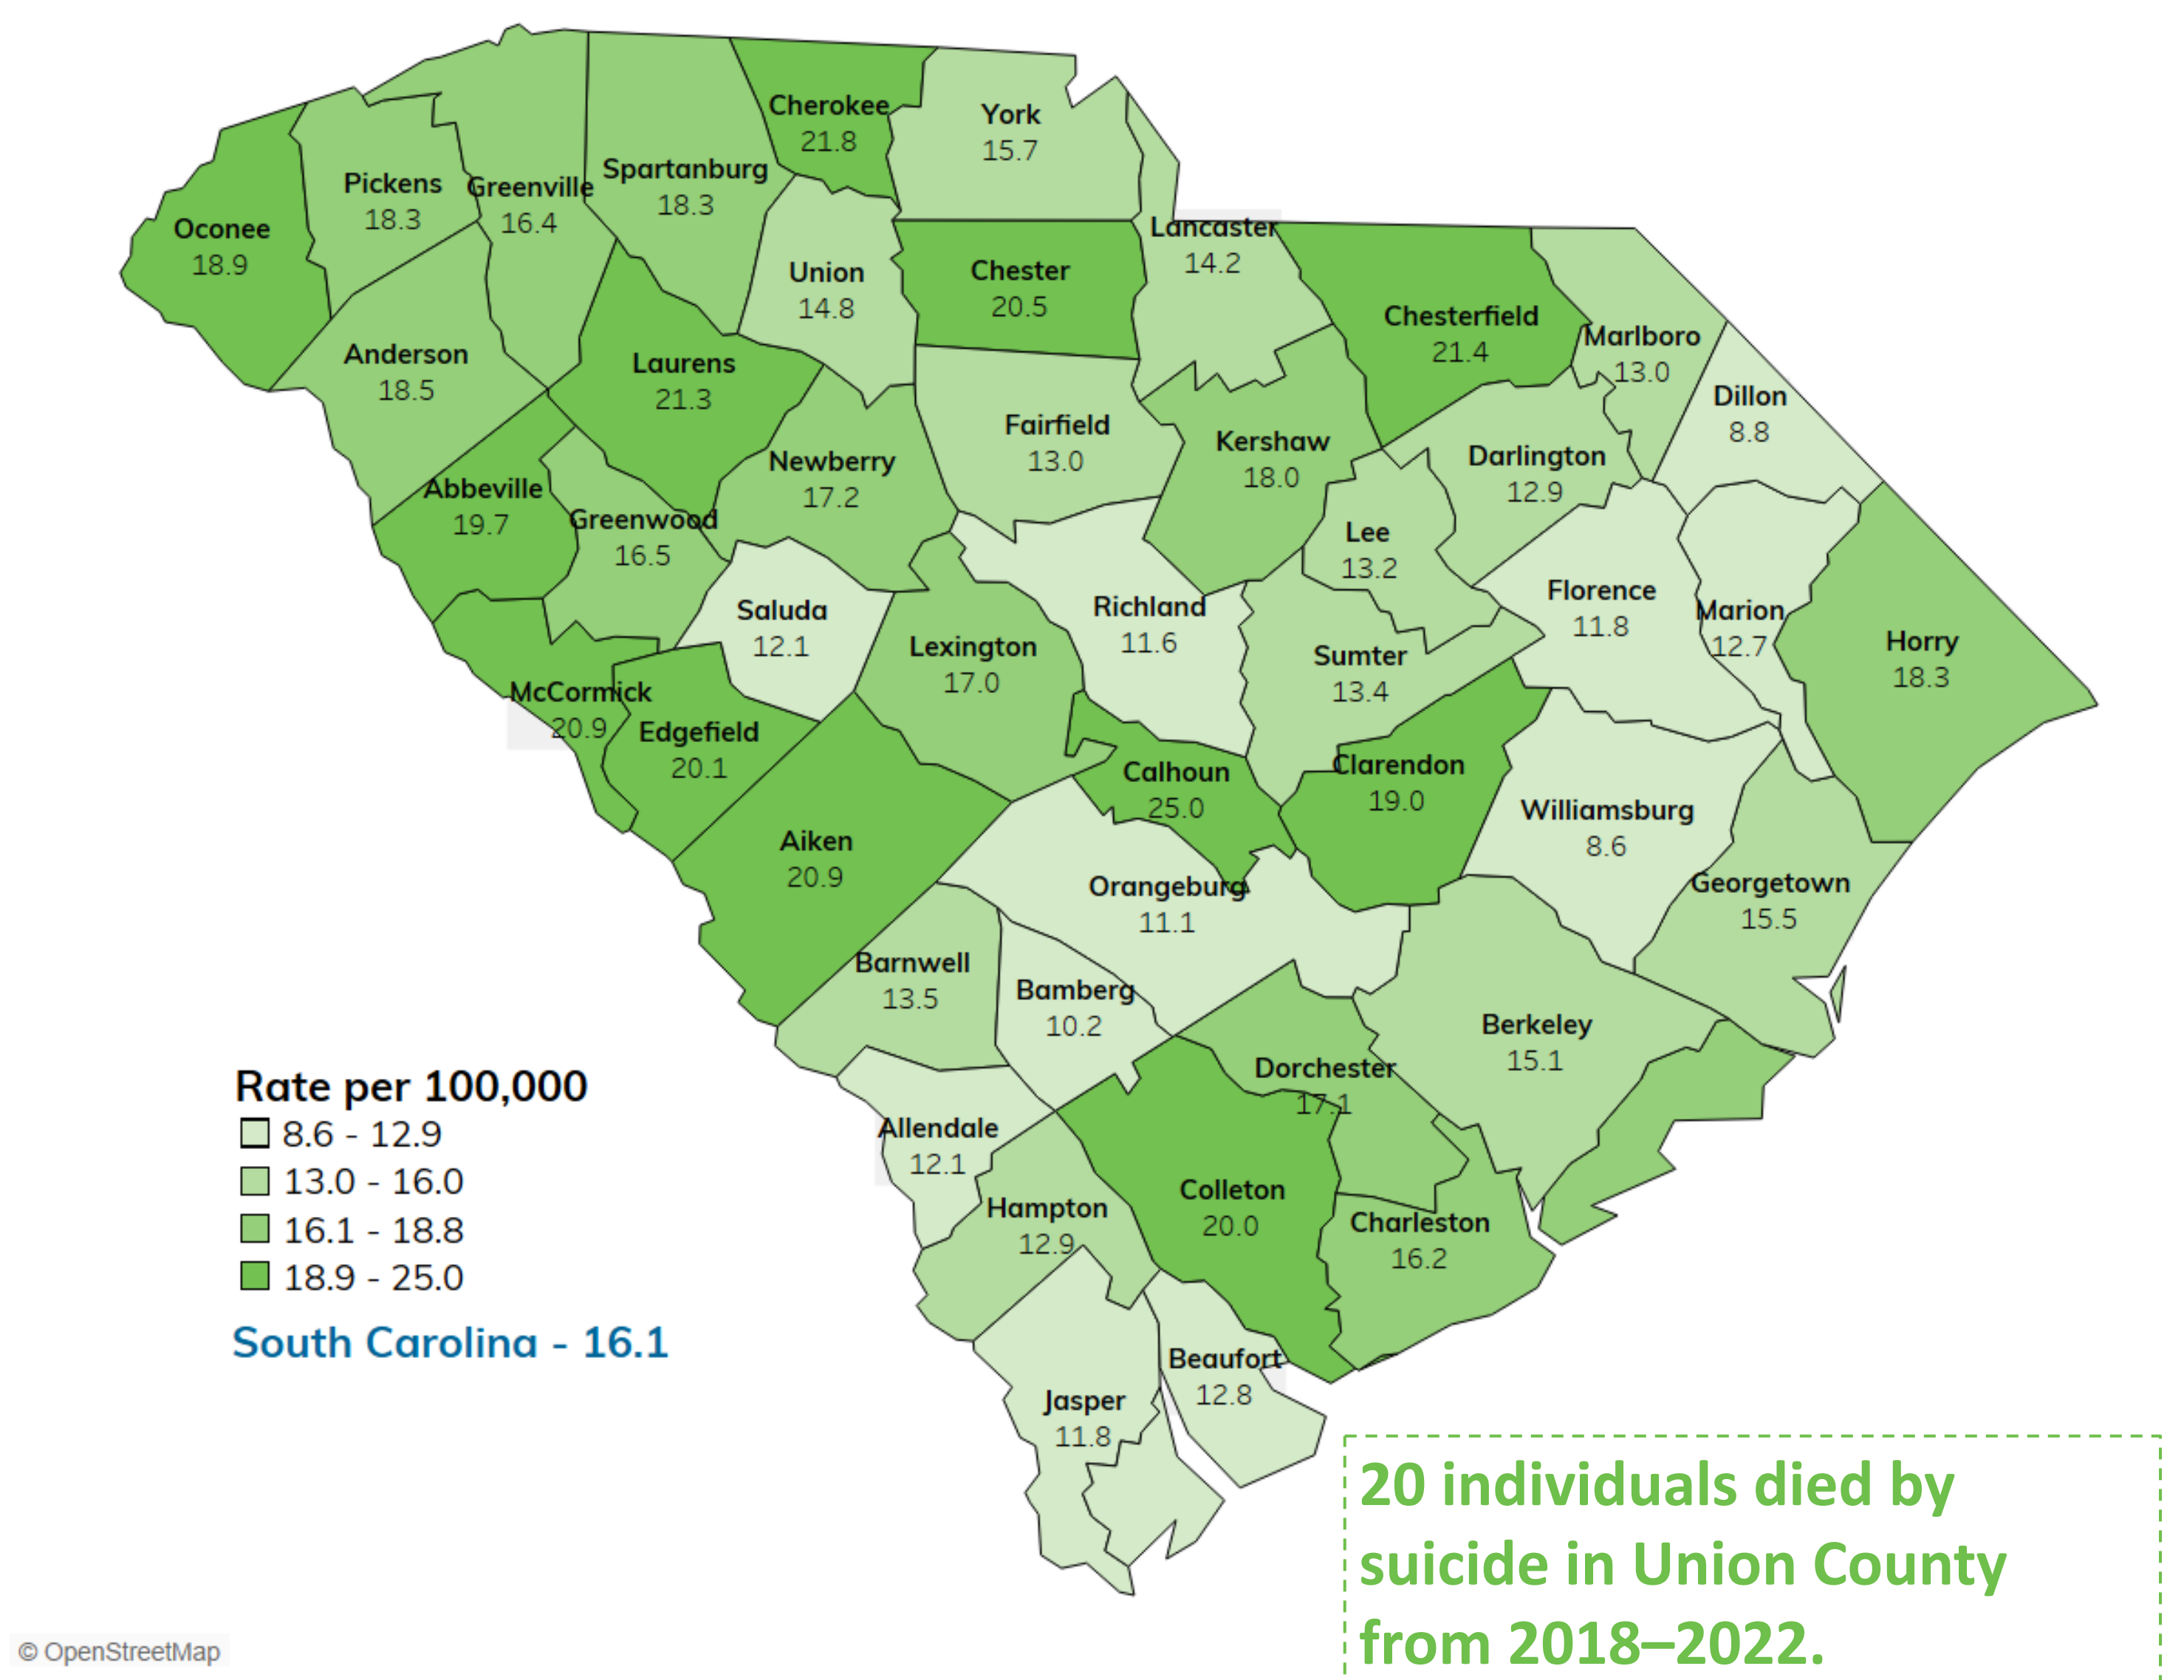 Cherokee
21.8
York
15.7
Spartanburg
18.3
Pickens
18.3
Greenville
16.4
Oconee
18.9
Lancaster
14.2
Union
14.8
Chester
20.5
Chesterfield
21.4
Marlboro
13.0
Anderson
18.5
Laurens
21.3
Dillon
8.8
Fairfield
13.0
Kershaw
18.0
Darlington
12.9
Newberry
17.2
Abbeville
19.7
Greenwood
16.5
Lee
13.2
Florence
11.8
Marion
12.7
Saluda
12.1
Richland
11.6
Horry
18.3
Lexington
17.0
Sumter
13.4
McCormick
20.9
Edgefield
20.1
Calhoun
25.0
Clarendon
19.0
Williamsburg
8.6
Aiken
20.9
Orangeburg
11.1
Georgetown
15.5
Barnwell
13.5
Bamberg
10.2
Berkeley
15.1
Dorchester
17.1
Allendale
12.1
Colleton
20.0
Hampton
12.9
Charleston
16.2
Beaufort
12.8
Jasper
11.8
Rate per 100,000
8.6 - 12.9
13.0 - 16.0
16.1 - 18.8
18.9 - 25.0
South Carolina - 16.1
20 individuals died by
suicide in Union County
from 2018–2022.
© OpenStreetMap